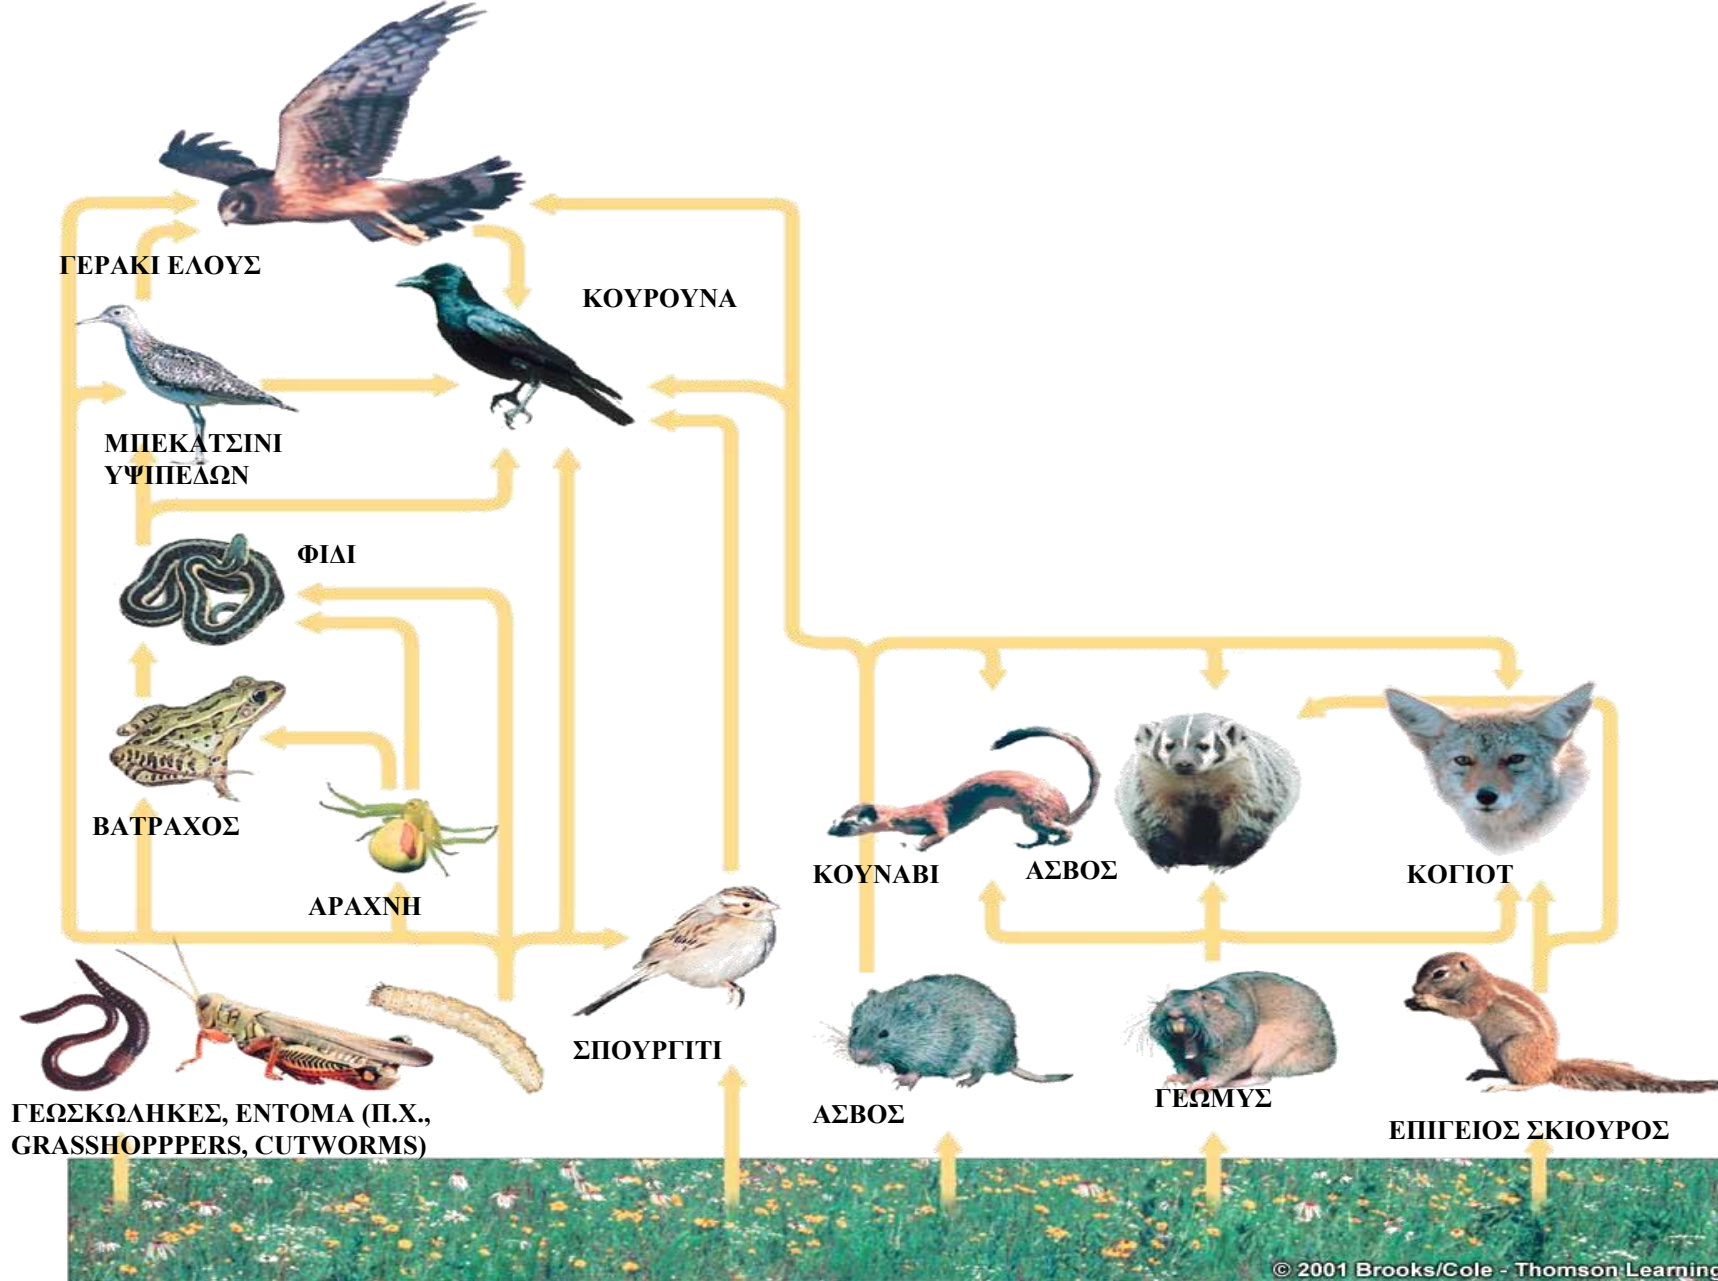 ΓΕΡΑΚΙ ΕΛΟΥΣ
ΚΟΥΡΟΥΝΑ
ΜΠΕΚΑΤΣΙΝΙ
ΥΨΙΠΕΔΩΝ
ΦΙΔΙ
ΒΑΤΡΑΧΟΣ
ΑΡΑΧΝΗ
ΚΟΥΝΑΒΙ
ΑΣΒΟΣ
ΚΟΓΙΟΤ
ΣΠΟΥΡΓΙΤΙ
ΓΕΩΣΚΩΛΗΚΕΣ, ΕΝΤΟΜΑ (Π.Χ.,
GRASSHOPPPERS, CUTWORMS)
ΑΣΒΟΣ
ΓΕΩΜΥΣ
ΕΠΙΓΕΙΟΣ ΣΚΙΟΥΡΟΣ
© 2001 Brooks/Cole - Thomson Learning